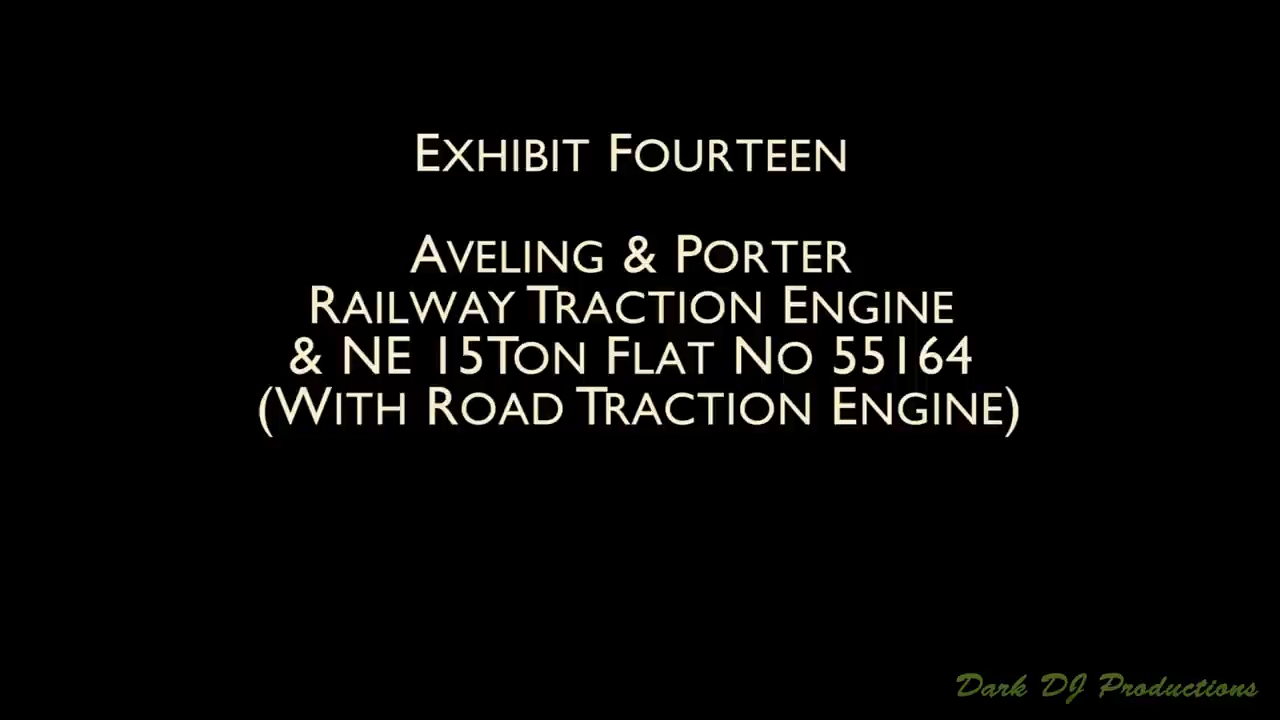 Exhibit Fourteen
Aveling & Porter
Railway Traction Engine
& NE 15Ton Flat No 55164
(With Road Traction Engine)
Dark DJ Productions